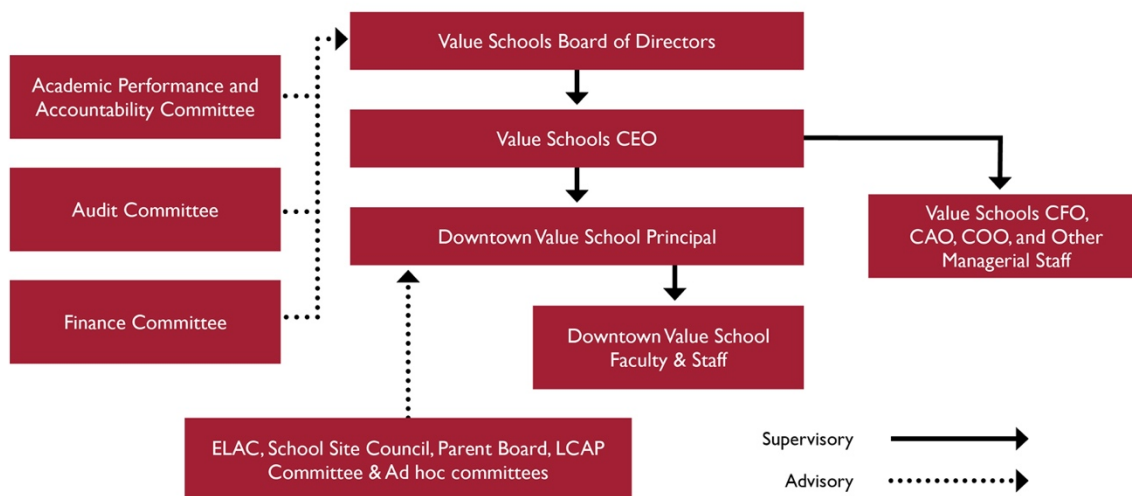 Value Schools Board of Directors
Academic Performance and
Accountability Committee
Value Schools CEO
Audit Committee
Downtown Value School Principal
Value Schools CFO,
CAO, COO, and Other
Managerial Staff
Finance Committee
Downtown Value School
Faculty & Staff
ELAC, School Site Council, Parent Board, LCAP
Committee & Ad hoc committees
Supervisory
Advisory